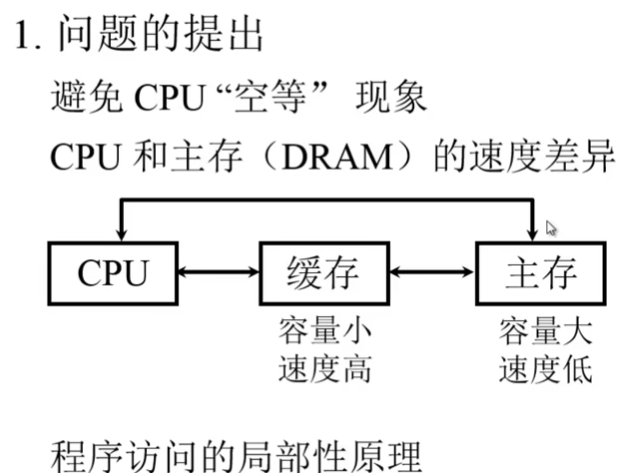 1. 问题的提出
避免 CPU “空等” 现象
CPU 和主存（DRAM）的速度差异
CPU
缓存
主存
容量小
速度高
容量大
速度低
程序访问的局部性原理